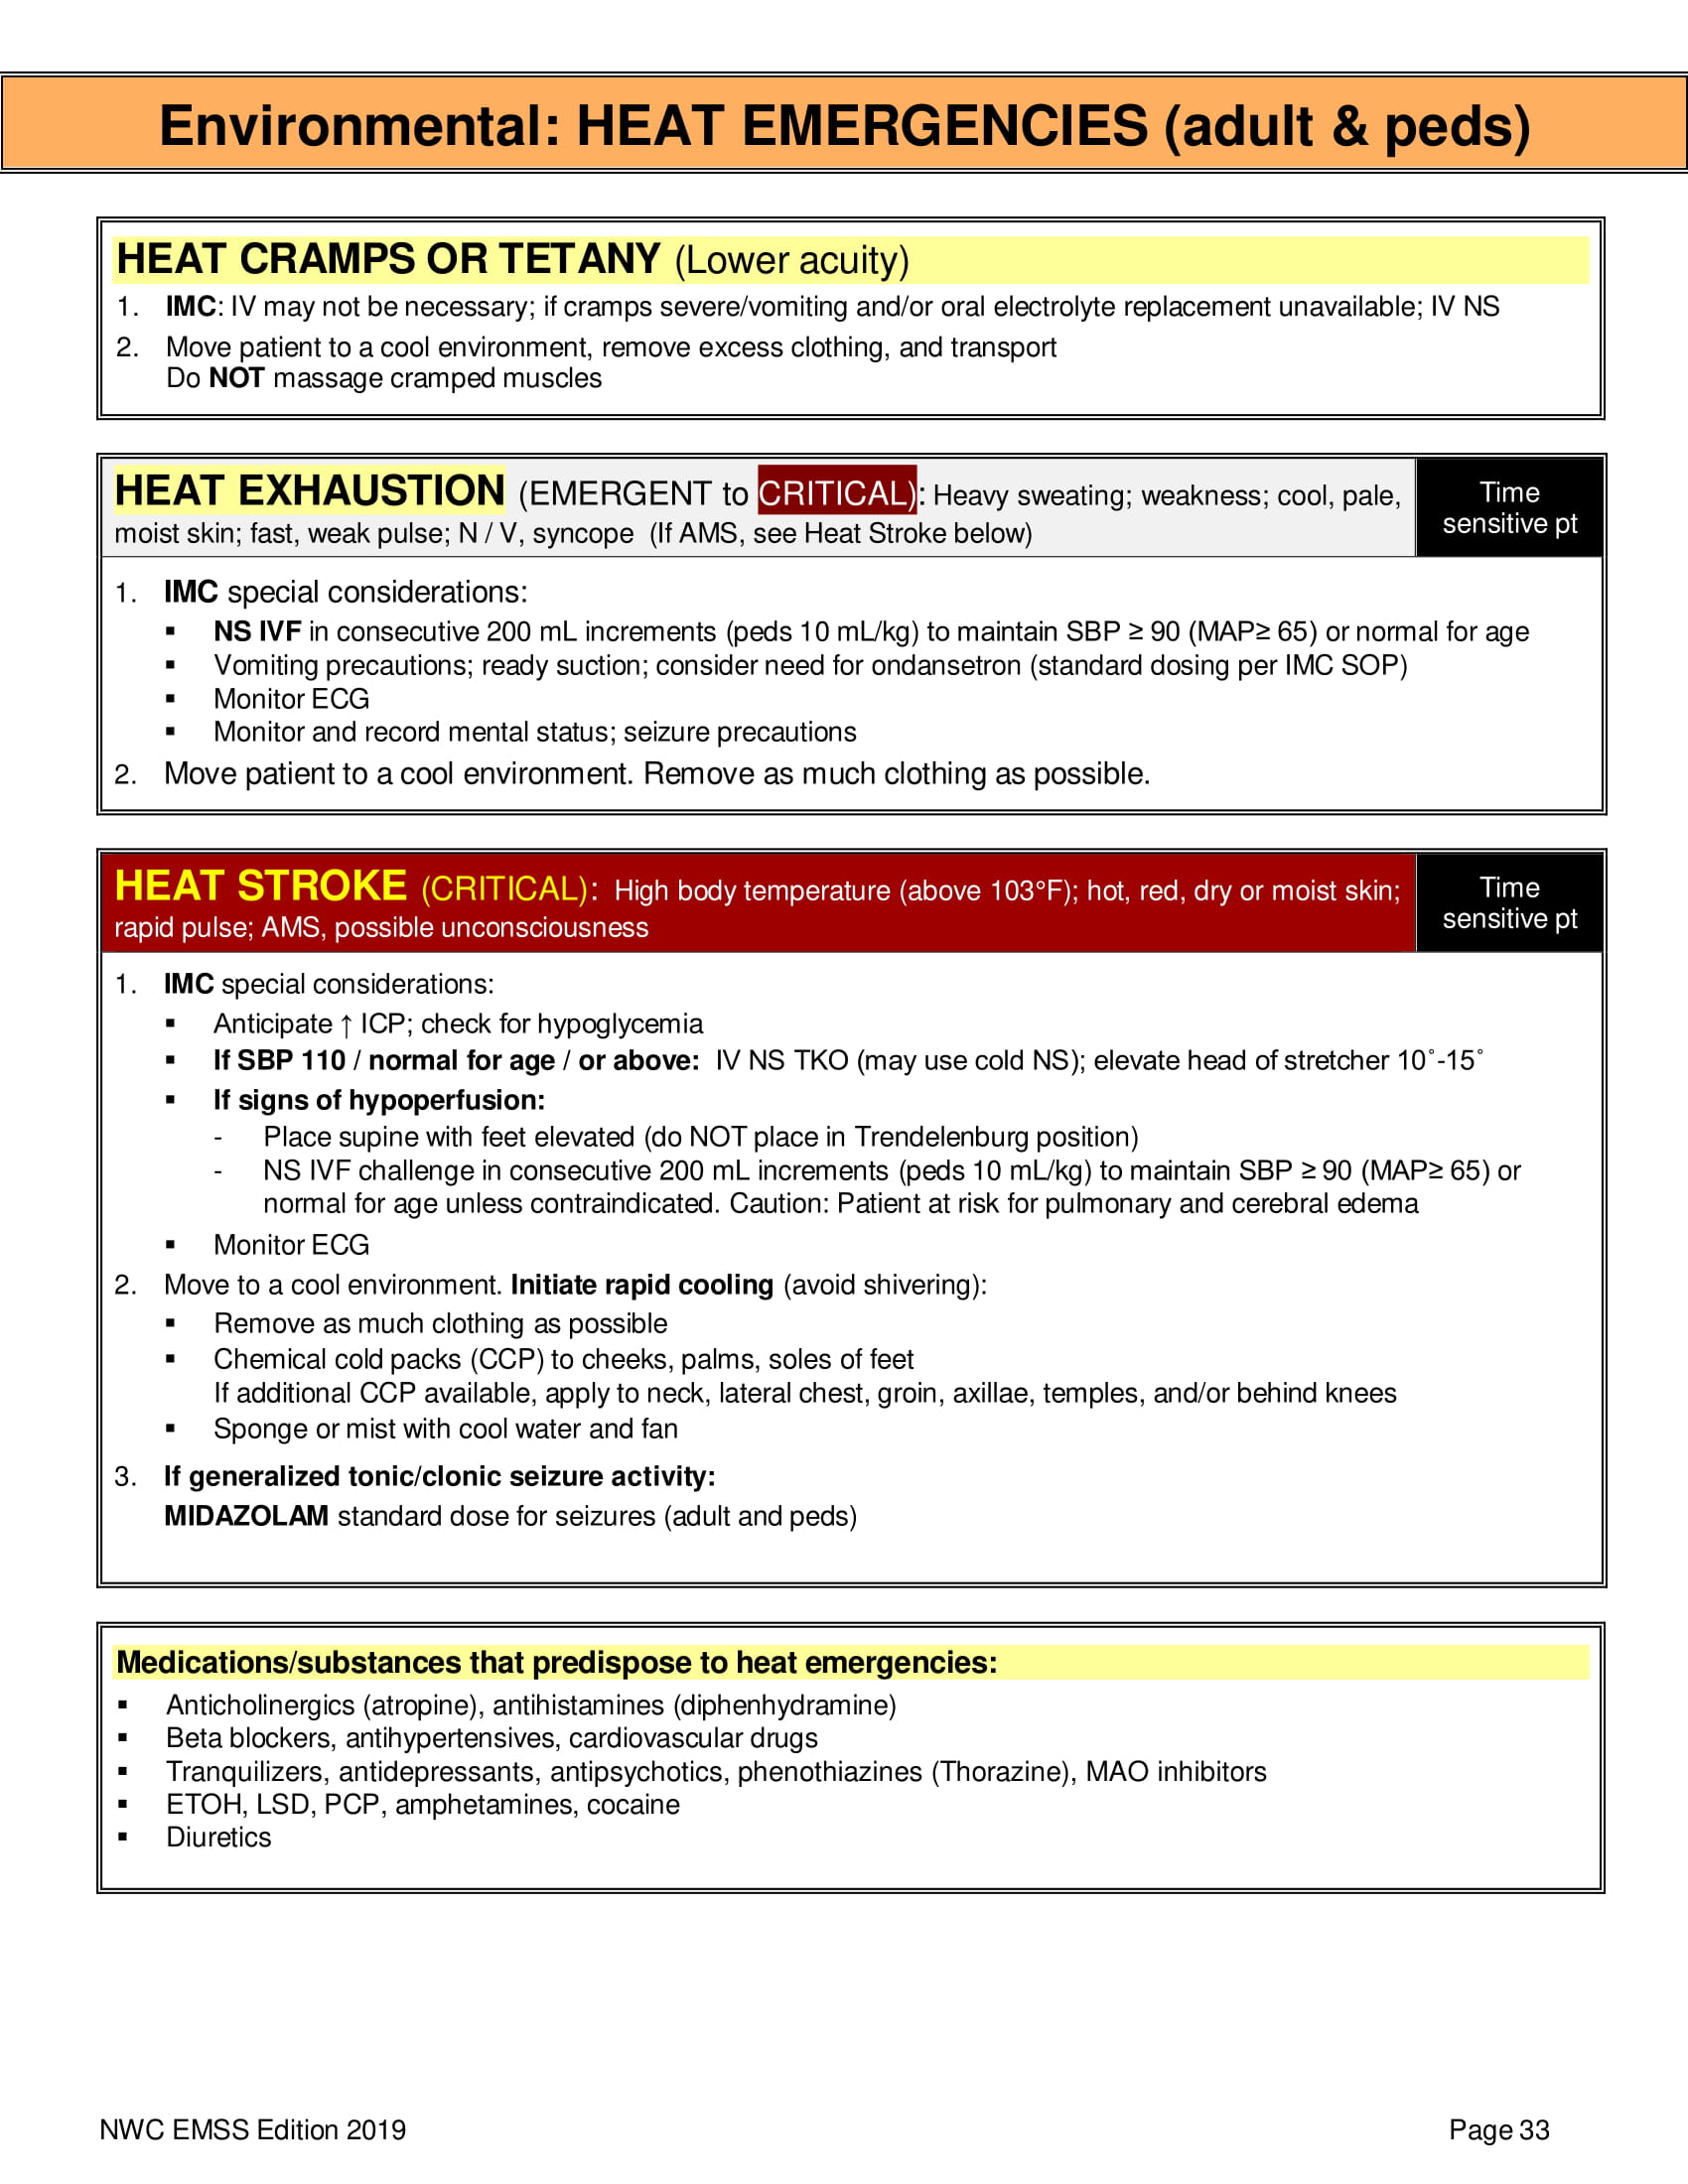 Environmental: HEAT EMERGENCIES (adult & peds)
HEAT CRAMPS OR TETANY (Lower acuity)
1. IMC: IV may not be necessary; if cramps severe/vomiting and/or oral electrolyte replacement unavailable; IV NS
2. Move patient to a cool environment, remove excess clothing, and transport
Do NOT massage cramped muscles
HEAT EXHAUSTION (EMERGENT to CRITICAL): Heavy sweating; weakness; cool, pale,
moist skin; fast, weak pulse; N / V, syncope (If AMS, see Heat Stroke below)
Time
sensitive pt
1. IMC special considerations:
▪ NS IVF in consecutive 200 mL increments (peds 10 mL/kg) to maintain SBP ≥ 90 (MAP≥ 65) or normal for age
▪ Vomiting precautions; ready suction; consider need for ondansetron (standard dosing per IMC SOP)
▪ Monitor ECG
▪ Monitor and record mental status; seizure precautions
2. Move patient to a cool environment. Remove as much clothing as possible.
HEAT STROKE (CRITICAL): High body temperature (above 103°F); hot, red, dry or moist skin;
rapid pulse; AMS, possible unconsciousness
Time
sensitive pt
1. IMC special considerations:
▪ Anticipate ↑ ICP; check for hypoglycemia
▪ If SBP 110 / normal for age / or above: IV NS TKO (may use cold NS); elevate head of stretcher 10˚-15˚
▪ If signs of hypoperfusion:
- Place supine with feet elevated (do NOT place in Trendelenburg position)
- NS IVF challenge in consecutive 200 mL increments (peds 10 mL/kg) to maintain SBP ≥ 90 (MAP≥ 65) or
normal for age unless contraindicated. Caution: Patient at risk for pulmonary and cerebral edema
▪ Monitor ECG
2. Move to a cool environment. Initiate rapid cooling (avoid shivering):
▪ Remove as much clothing as possible
▪ Chemical cold packs (CCP) to cheeks, palms, soles of feet
If additional CCP available, apply to neck, lateral chest, groin, axillae, temples, and/or behind knees
▪ Sponge or mist with cool water and fan
3. If generalized tonic/clonic seizure activity:
MIDAZOLAM standard dose for seizures (adult and peds)
Medications/substances that predispose to heat emergencies:
▪ Anticholinergics (atropine), antihistamines (diphenhydramine)
▪ Beta blockers, antihypertensives, cardiovascular drugs
▪ Tranquilizers, antidepressants, antipsychotics, phenothiazines (Thorazine), MAO inhibitors
▪ ETOH, LSD, PCP, amphetamines, cocaine
▪ Diuretics
NWC EMSS Edition 2019 Page 33